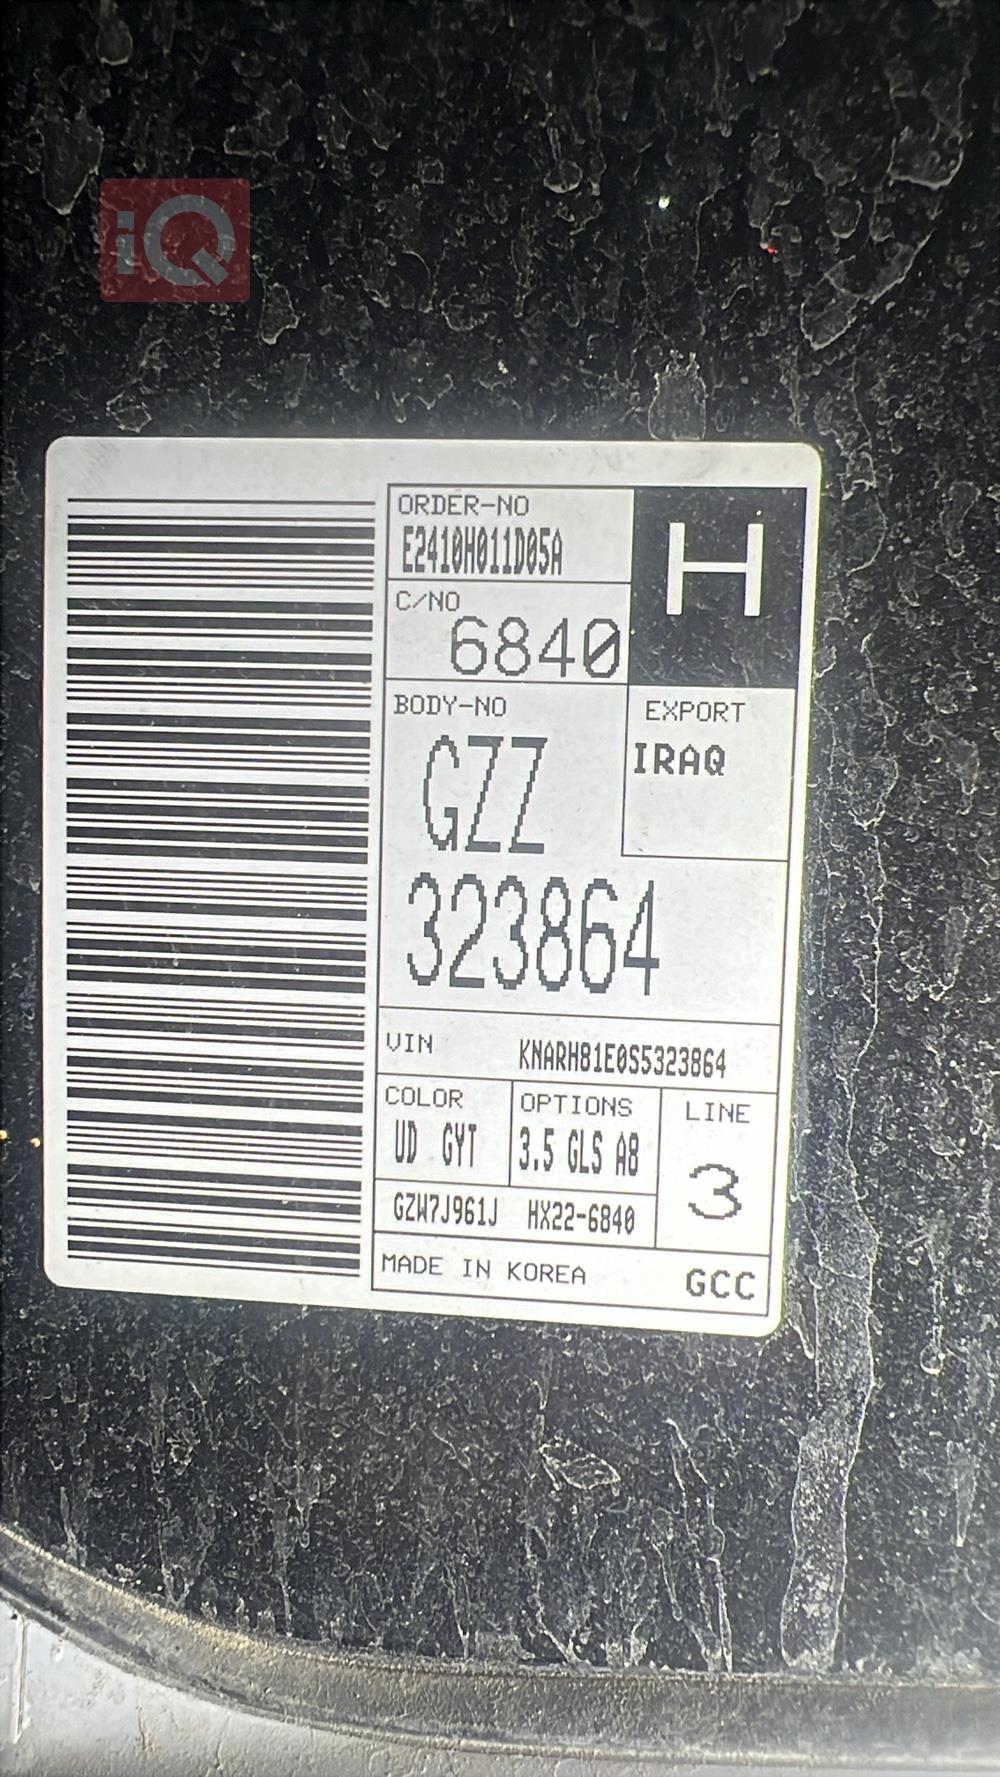 iQ
ORDER-NO
E2410H011D05A
H
C/NO
6840
BODY-NO
GZZ
323864
EXPORT
IRAQ
VIN KNARH81E0S5323864
COLOR
UD GYT
OPTIONS
3.5 GLS A8
LINE
3
GZW7J961J HX22-6840
MADE IN KOREA GCC